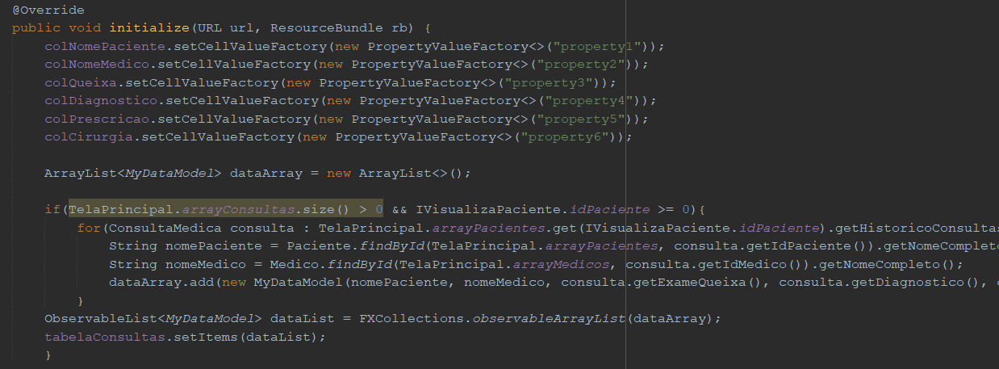 @Override
public void initialize(URL url, ResourceBundle rb) {
colNomePaciente.setCellValueFactory(new PropertyValueFactory<>("property1"));
colNomeMedico.setCellValueFactory(new PropertyValueFactory<>("property2"));
colQueixa.setCellValueFactory(new PropertyValueFactory<>("property3"));
colDiagnostico.setCellValueFactory(new PropertyValueFactory<>("property4"));
colPrescricao.setCellValueFactory(new PropertyValueFactory<>("property5"));
colCirurgia.setCellValueFactory(new PropertyValueFactory<>("property6"));
ArrayList<MyDataModel> dataArray = new ArrayList<>();
if(TelaPrincipal.arrayConsultas.size() > 0 && IVisualizaPaciente.idPaciente >= 0){
for(ConsultaMedica consulta : TelaPrincipal.arrayPacientes.get(IVisualizaPaciente.idPaciente).getHistoricoConsultas
String nomePaciente = Paciente.findById(TelaPrincipal.arrayPacientes, consulta.getIdPaciente()).getNomeCompleto
String nomeMedico = Medico.findById(TelaPrincipal.arrayMedicos, consulta.getIdMedico()).getNomeCompleto();
dataArray.add(new MyDataModel(nomePaciente, nomeMedico, consulta.getExameQueixa(), consulta.getDiagnostico(),
}
ObservableList<MyDataModel> dataList = FXCollections.observableArrayList(dataArray);
tabelaConsultas.setItems(dataList);
}